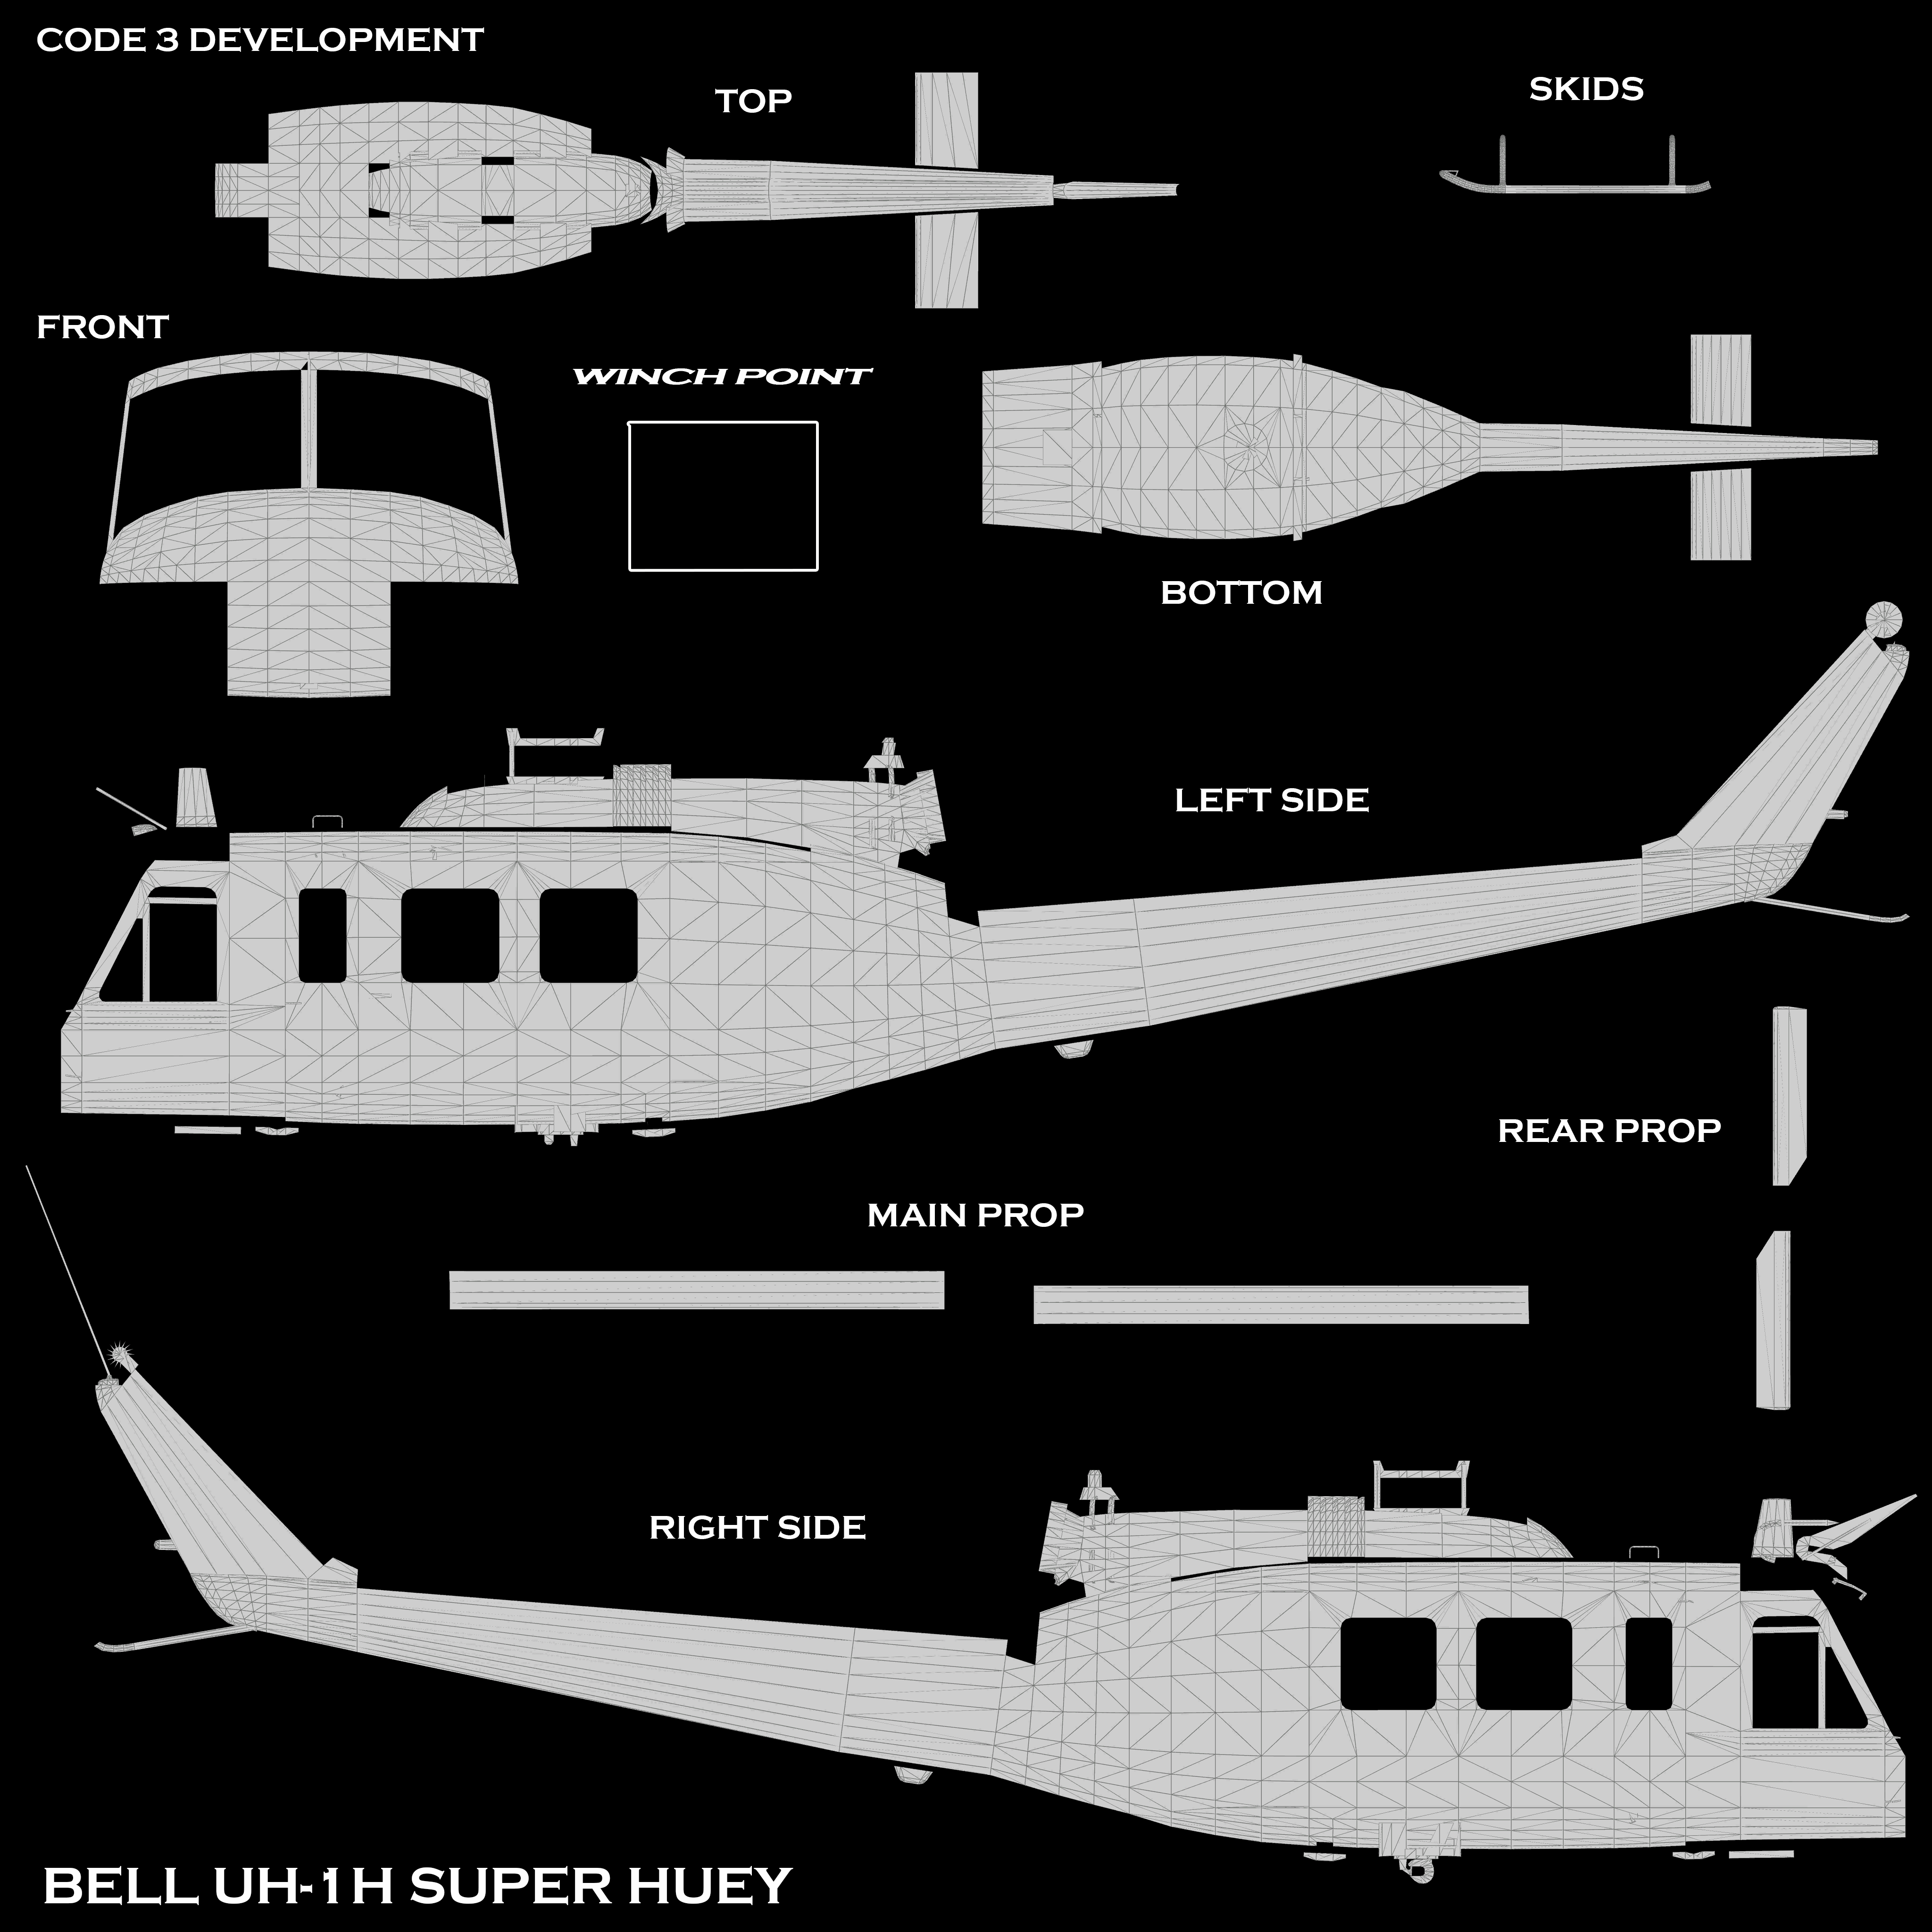 CODE 3 DEVELOPMENT
TOP
SKIDS
FRONT
WINCH POINT
BOTTOM
LEFT SIDE
REAR PROP
MAIN PROP
RIGHT SIDE
BELL UH-1H SUPER HUEY